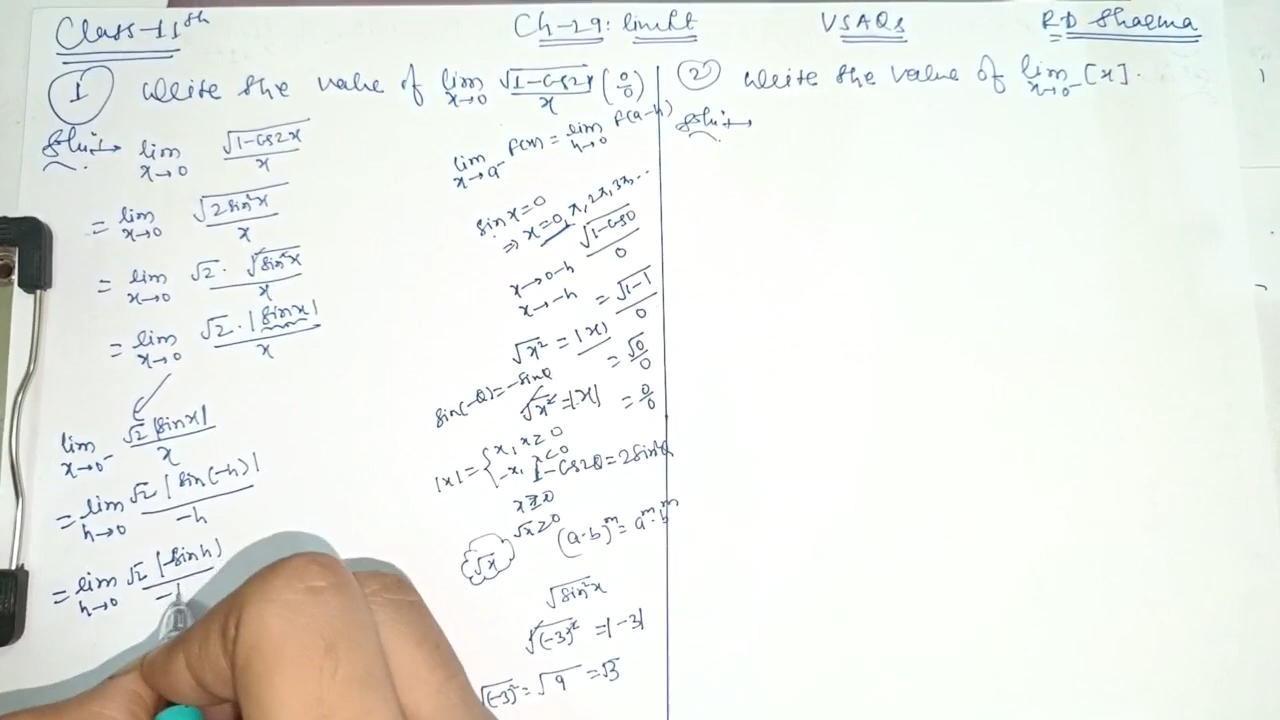 Class-11th
Ch-29: limit
VSAQs
RD Sharma
1 Write the value of lim x→0 √1-cos2x / x (0/0)
Sol:→ lim x→0 √1-cos2x / x
= lim x→0 √2sin²x / x
= lim x→0 √2 · √sin²x / x
= lim x→0 √2 · |sinx| / x
lim x→0⁻ √2 |sinx| / x
= lim h→0 √2 |sin(-h)| / -h
= lim h→0 √2 |-sinh| / -
lim x→a⁻ f(x) = lim h→0 f(a-h)
sinx=0
⇒ x=0, π, 2π, 3π, ...
√1-cos0 / 0
x→0-h
x→-h
= √1-1 / 0
√x² = |x|
= √0 / 0
sin(-θ) = -sinθ
√x² = |x|
= 0/0
|x| = { x, x≥0
-x, x<0
1-cos2θ = 2sin²θ
x≥0
√x≥0
√x
(a·b)^m = a^m · b^m
√sin²x
√(-3)² = |-3|
√(-3)² = √9 = √3
2 Write the value of lim x→0⁻ [x].
Sol:→